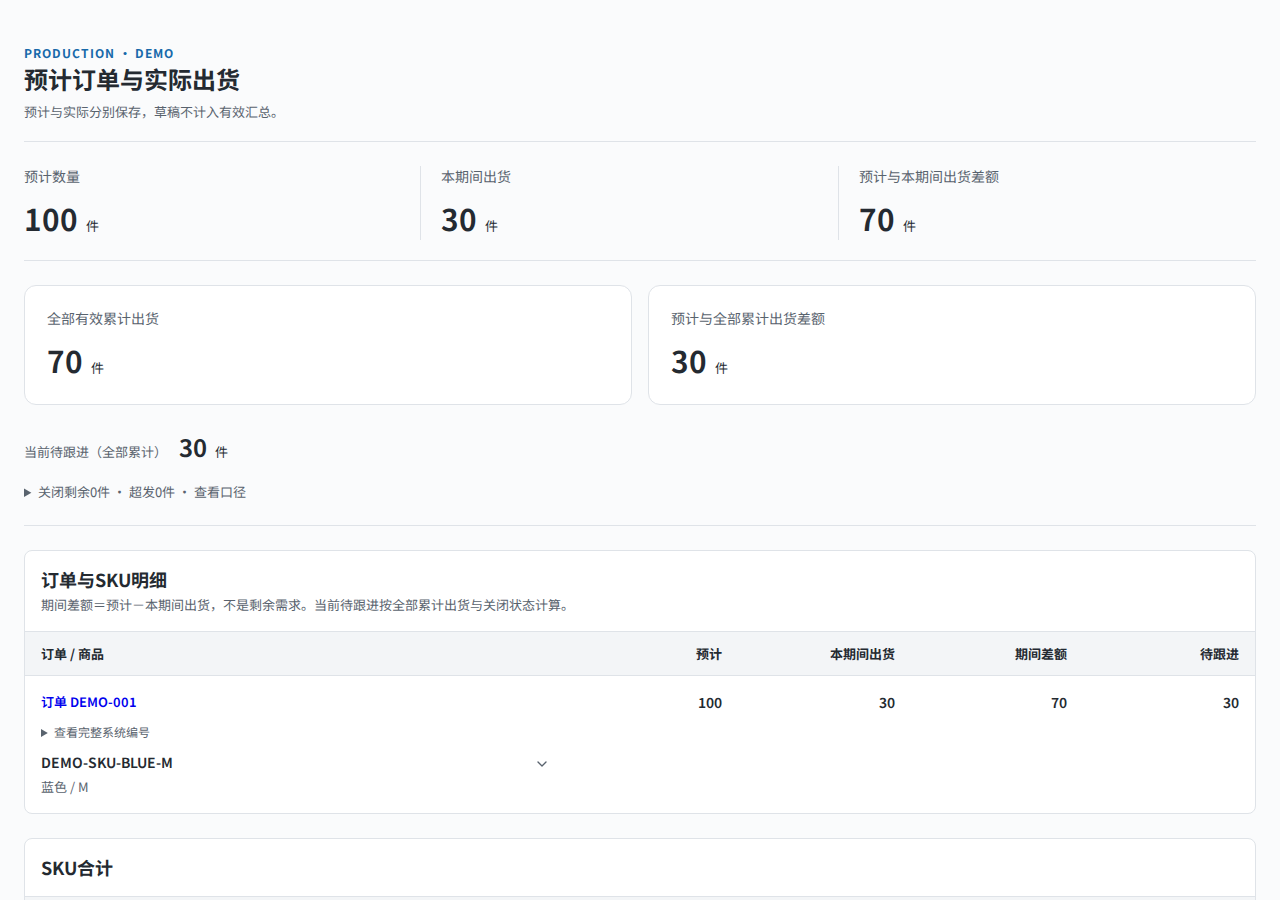 PRODUCTION · DEMO
预计订单与实际出货
预计与实际分别保存，草稿不计入有效汇总。
预计数量
100 件
本期间出货
30 件
预计与本期间出货差额
70 件
全部有效累计出货
70 件
预计与全部累计出货差额
30 件
当前待跟进（全部累计） 30 件
关闭剩余0件 · 超发0件 · 查看口径
订单与SKU明细
期间差额＝预计－本期间出货，不是剩余需求。当前待跟进按全部累计出货与关闭状态计算。
订单 / 商品 预计 本期间出货 期间差额 待跟进
订单 DEMO-001 100 30 70 30
查看完整系统编号
DEMO-SKU-BLUE-M
蓝色 / M
SKU合计